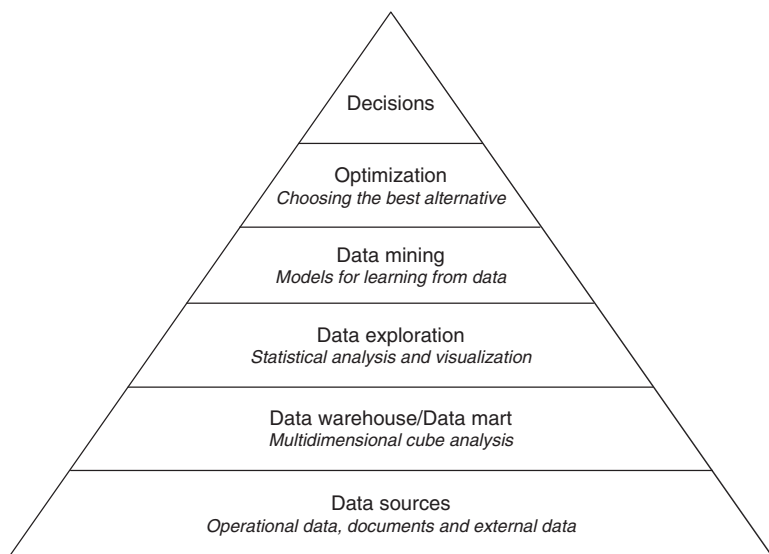 Decisions
Optimization
Choosing the best alternative
Data mining
Models for learning from data
Data exploration
Statistical analysis and visualization
Data warehouse/Data mart
Multidimensional cube analysis
Data sources
Operational data, documents and external data